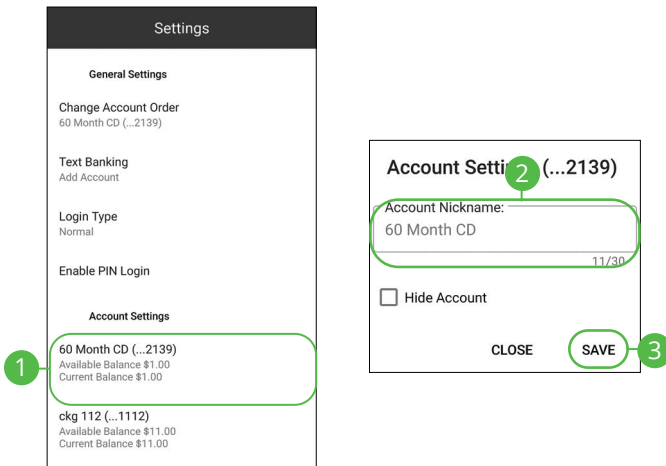 Settings
General Settings
Change Account Order
60 Month CD (...2139)
Text Banking
Add Account
Login Type
Normal
Enable PIN Login
Account Settings
1
60 Month CD (...2139)
Available Balance $1.00
Current Balance $1.00
ckg 112 (...1112)
Available Balance $11.00
Current Balance $11.00
Account Setti (...2139)
2
Account Nickname:
60 Month CD
11/30
Hide Account
CLOSE SAVE
3